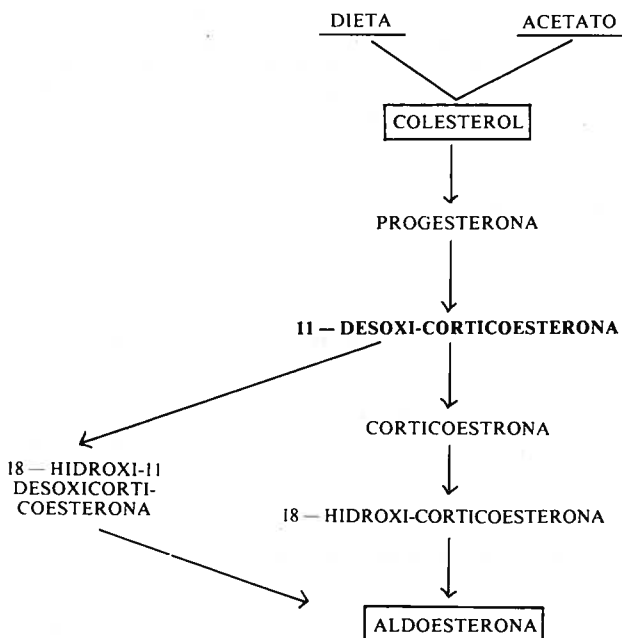 DIETA ACETATO
COLESTEROL
PROGESTERONA
11 — DESOXI-CORTICOESTERONA
CORTICOESTRONA
18 — HIDROXI-11
DESOXICORTI-
COESTERONA
18 — HIDROXI-CORTICOESTERONA
ALDOESTERONA